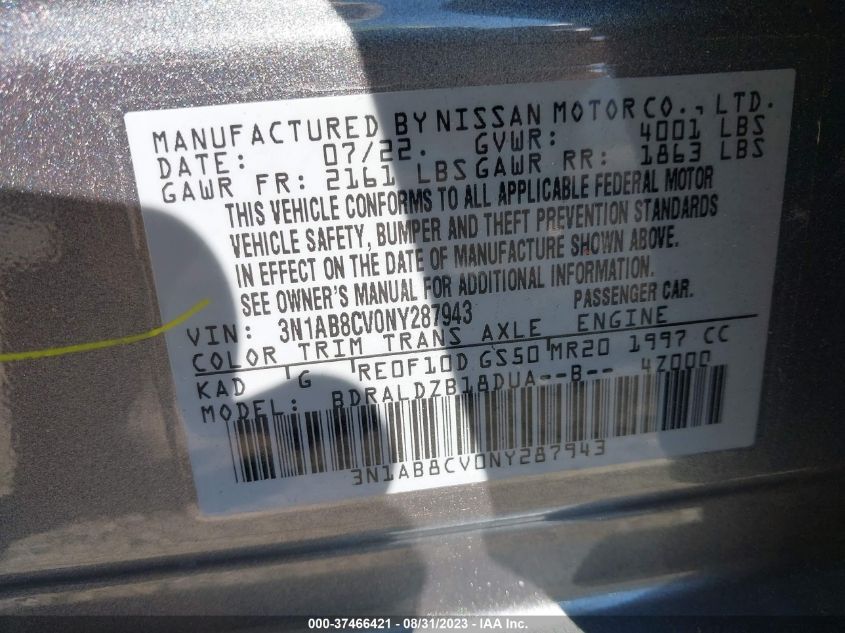 MANUFACTURED BY NISSAN MOTOR CO., LTD.
DATE: 07/22. GVWR: 4001 LBS
GAWR FR: 2161 LBS GAWR RR: 1863 LBS
THIS VEHICLE CONFORMS TO ALL APPLICABLE FEDERAL MOTOR
VEHICLE SAFETY, BUMPER AND THEFT PREVENTION STANDARDS
IN EFFECT ON THE DATE OF MANUFACTURE SHOWN ABOVE.
SEE OWNER'S MANUAL FOR ADDITIONAL INFORMATION.
VIN: 3N1AB8CV0NY287943 PASSENGER CAR.
COLOR TRIM TRANS AXLE ENGINE
KAD G RE0F10D GS50 MR20 1997 CC
MODEL: BDRALDZB18DUA--B-- 4Z000
3N1AB8CV0NY287943
000-37466421 - 08/31/2023 - IAA Inc.